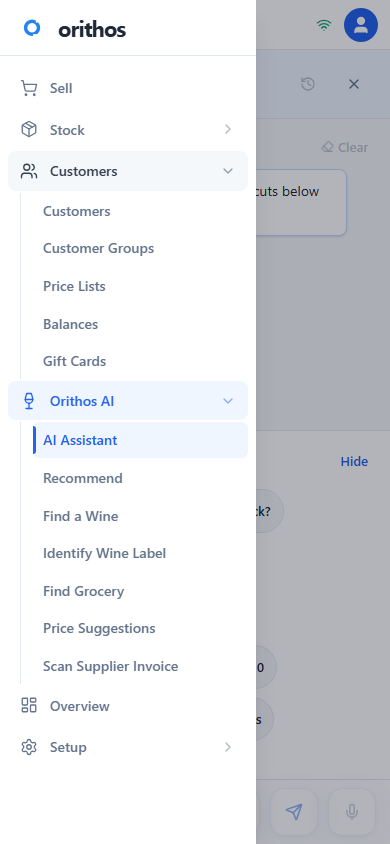 orithos
Sell
Stock
Clear
Customers
cuts below
Customers
Customer Groups
Price Lists
Balances
Gift Cards
Orithos AI
AI Assistant
Hide
Recommend
Find a Wine
ck?
Identify Wine Label
Find Grocery
Price Suggestions
Scan Supplier Invoice
0
Overview
s
Setup